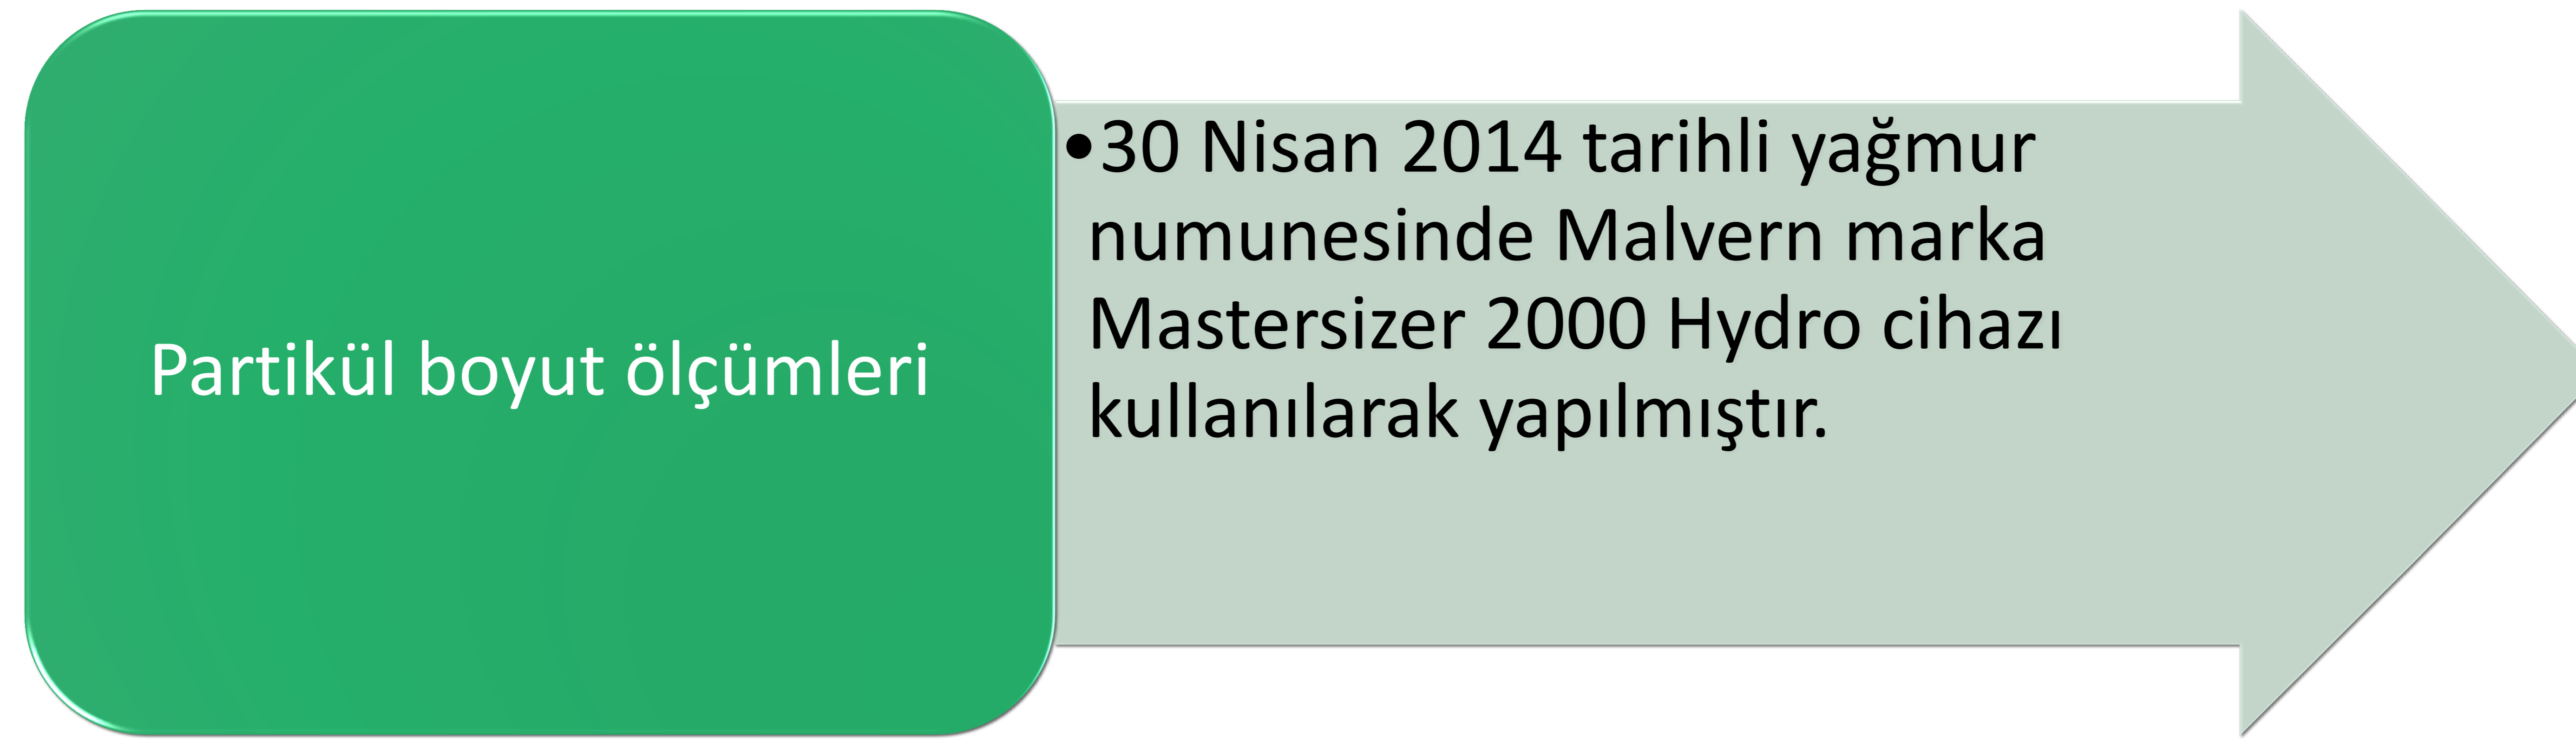 Partikül boyut ölçümleri
•30 Nisan 2014 tarihli yağmur
numunesinde Malvern marka
Mastersizer 2000 Hydro cihazı
kullanılarak yapılmıştır.